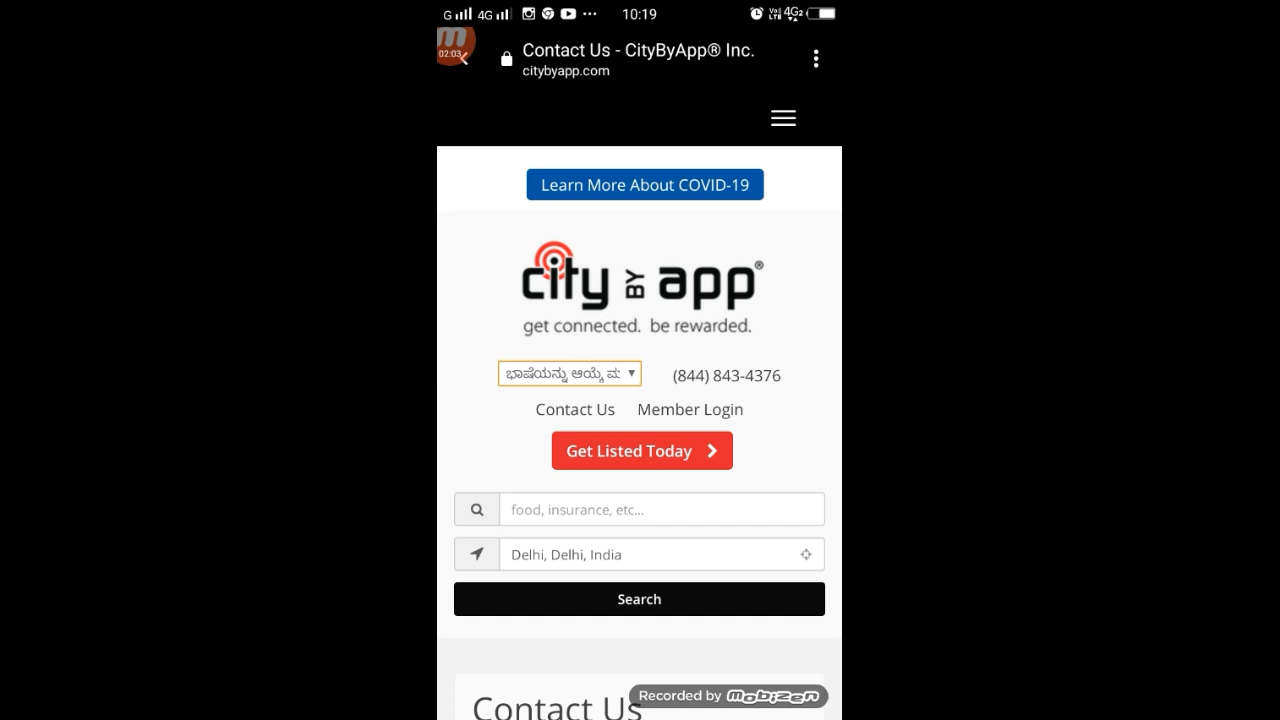 G 4G 10:19 4G2
02:03
Contact Us - CityByApp® Inc.
citybyapp.com
Learn More About COVID-19
city BY app®
get connected. be rewarded.
ಭಾಷೆಯನ್ನು ಆಯ್ಕೆ (844) 843-4376
Contact Us Member Login
Get Listed Today
food, insurance, etc...
Delhi, Delhi, India
Search
Contact Us
Recorded by MOBIZEN